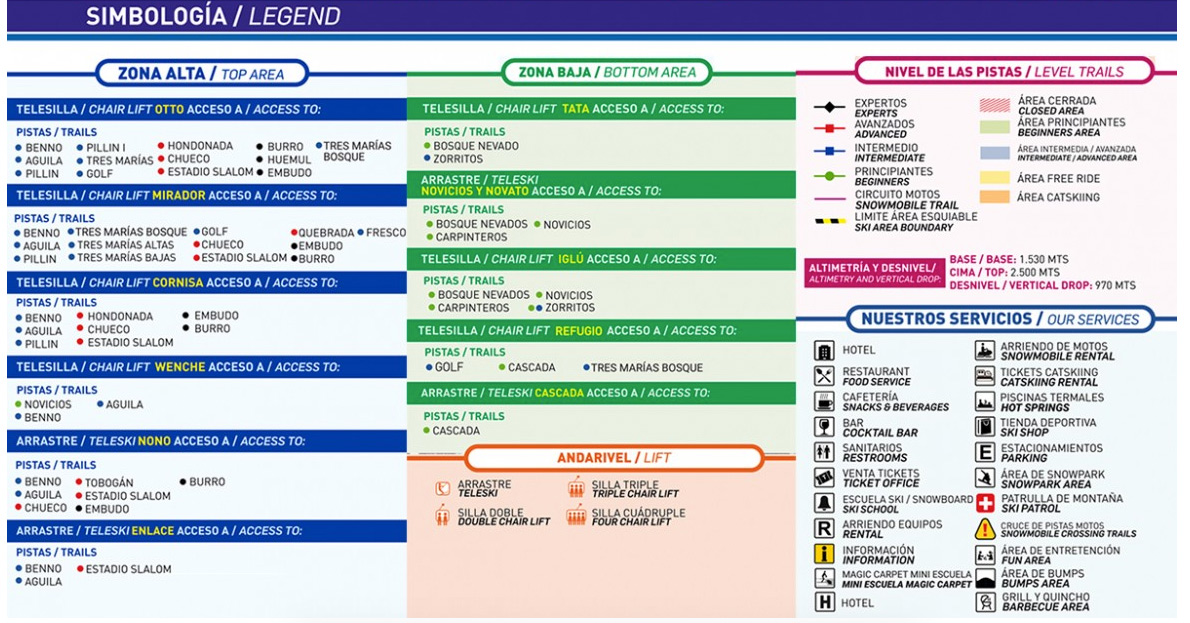 SIMBOLOGÍA / LEGEND
ZONA ALTA / TOP AREA
TELESILLA / CHAIR LIFT OTTO ACCESO A / ACCESS TO:
PISTAS / TRAILS
BENNO PILLIN I HONDONADA BURRO TRES MARÍAS
BOSQUE
AGUILA TRES MARÍAS CHUECO HUEMUL
PILLIN GOLF ESTADIO SLALOM EMBUDO
TELESILLA / CHAIR LIFT MIRADOR ACCESO A / ACCESS TO:
PISTAS / TRAILS
BENNO TRES MARÍAS BOSQUE GOLF QUEBRADA FRESCO
AGUILA TRES MARÍAS ALTAS CHUECO EMBUDO
PILLIN TRES MARÍAS BAJAS ESTADIO SLALOM BURRO
TELESILLA / CHAIR LIFT CORNISA ACCESO A / ACCESS TO:
PISTAS / TRAILS
BENNO HONDONADA EMBUDO
AGUILA CHUECO BURRO
PILLIN ESTADIO SLALOM
TELESILLA / CHAIR LIFT WENCHE ACCESO A / ACCESS TO:
PISTAS / TRAILS
NOVICIOS AGUILA
BENNO
ARRASTRE / TELESKI NONO ACCESO A / ACCESS TO:
PISTAS / TRAILS
BENNO TOBOGÁN BURRO
AGUILA ESTADIO SLALOM
CHUECO EMBUDO
ARRASTRE / TELESKI ENLACE ACCESO A / ACCESS TO:
PISTAS / TRAILS
BENNO ESTADIO SLALOM
AGUILA
ZONA BAJA / BOTTOM AREA
TELESILLA / CHAIR LIFT TATA ACCESO A / ACCESS TO:
PISTAS / TRAILS
BOSQUE NEVADO
ZORRITOS
ARRASTRE / TELESKI
NOVICIOS Y NOVATO ACCESO A / ACCESS TO:
PISTAS / TRAILS
BOSQUE NEVADOS NOVICIOS
CARPINTEROS
TELESILLA / CHAIR LIFT IGLÚ ACCESO A / ACCESS TO:
PISTAS / TRAILS
BOSQUE NEVADOS NOVICIOS
CARPINTEROS ZORRITOS
TELESILLA / CHAIR LIFT REFUGIO ACCESO A / ACCESS TO:
PISTAS / TRAILS
GOLF CASCADA TRES MARÍAS BOSQUE
ARRASTRE / TELESKI CASCADA ACCESO A / ACCESS TO:
PISTAS / TRAILS
CASCADA
ANDARIVEL / LIFT
ARRASTRE
TELESKI
SILLA TRIPLE
TRIPLE CHAIR LIFT
SILLA DOBLE
DOUBLE CHAIR LIFT
SILLA CUÁDRUPLE
FOUR CHAIR LIFT
NIVEL DE LAS PISTAS / LEVEL TRAILS
EXPERTOS
EXPERTS
AVANZADOS
ADVANCED
INTERMEDIO
INTERMEDIATE
PRINCIPIANTES
BEGINNERS
CIRCUITO MOTOS
SNOWMOBILE TRAIL
LIMITE ÁREA ESQUIABLE
SKI AREA BOUNDARY
ÁREA CERRADA
CLOSED AREA
ÁREA PRINCIPIANTES
BEGINNERS AREA
ÁREA INTERMEDIA / AVANZADA
INTERMEDIATE / ADVANCED AREA
ÁREA FREE RIDE
ÁREA CATSKIING
ALTIMETRÍA Y DESNIVEL/
ALTIMETRY AND VERTICAL DROP:
BASE / BASE: 1.530 MTS
CIMA / TOP: 2.500 MTS
DESNIVEL / VERTICAL DROP: 970 MTS
NUESTROS SERVICIOS / OUR SERVICES
HOTEL
RESTAURANT
FOOD SERVICE
CAFETERÍA
SNACKS & BEVERAGES
BAR
COCKTAIL BAR
SANITARIOS
RESTROOMS
VENTA TICKETS
TICKET OFFICE
ESCUELA SKI / SNOWBOARD
SKI SCHOOL
R ARRIENDO EQUIPOS
RENTAL
i INFORMACIÓN
INFORMATION
MAGIC CARPET MINI ESCUELA
MINI ESCUELA MAGIC CARPET
H HOTEL
ARRIENDO DE MOTOS
SNOWMOBILE RENTAL
TICKETS CATSKIING
CATSKIING RENTAL
PISCINAS TERMALES
HOT SPRINGS
TIENDA DEPORTIVA
SKI SHOP
E ESTACIONAMIENTOS
PARKING
ÁREA DE SNOWPARK
SNOWPARK AREA
PATRULLA DE MONTAÑA
SKI PATROL
CRUCE DE PISTAS MOTOS
SNOWMOBILE CROSSING TRAILS
ÁREA DE ENTRETENCIÓN
FUN AREA
ÁREA DE BUMPS
BUMPS AREA
GRILL Y QUINCHO
BARBECUE AREA